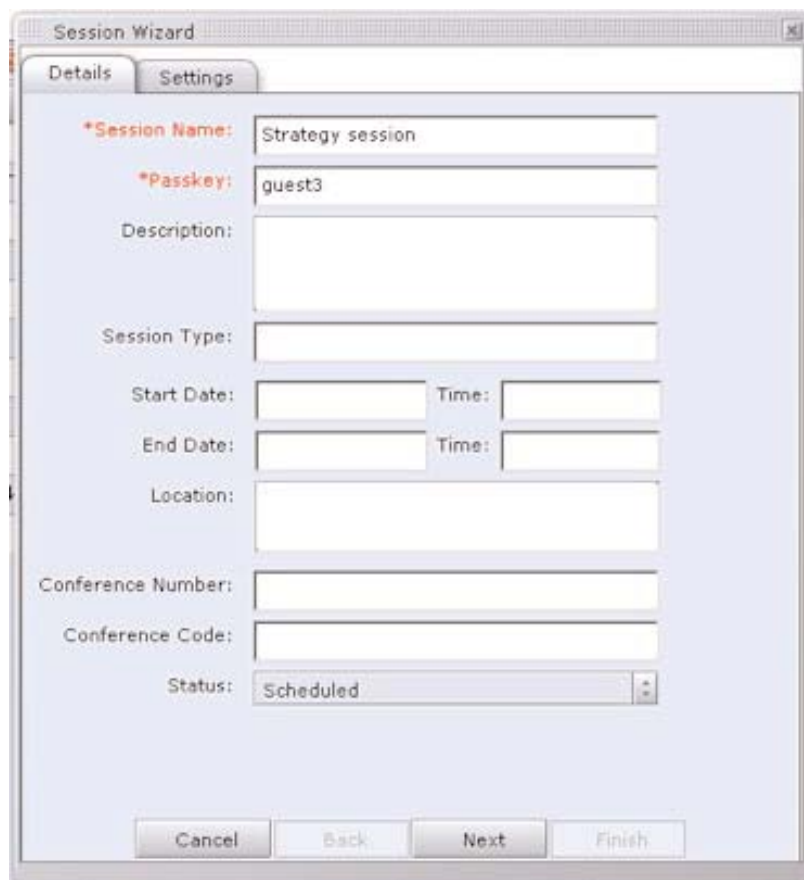 Session Wizard
Details Settings
*Session Name: Strategy session
*Passkey: guest3
Description:
Session Type:
Start Date: Time:
End Date: Time:
Location:
Conference Number:
Conference Code:
Status: Scheduled
Cancel Back Next Finish